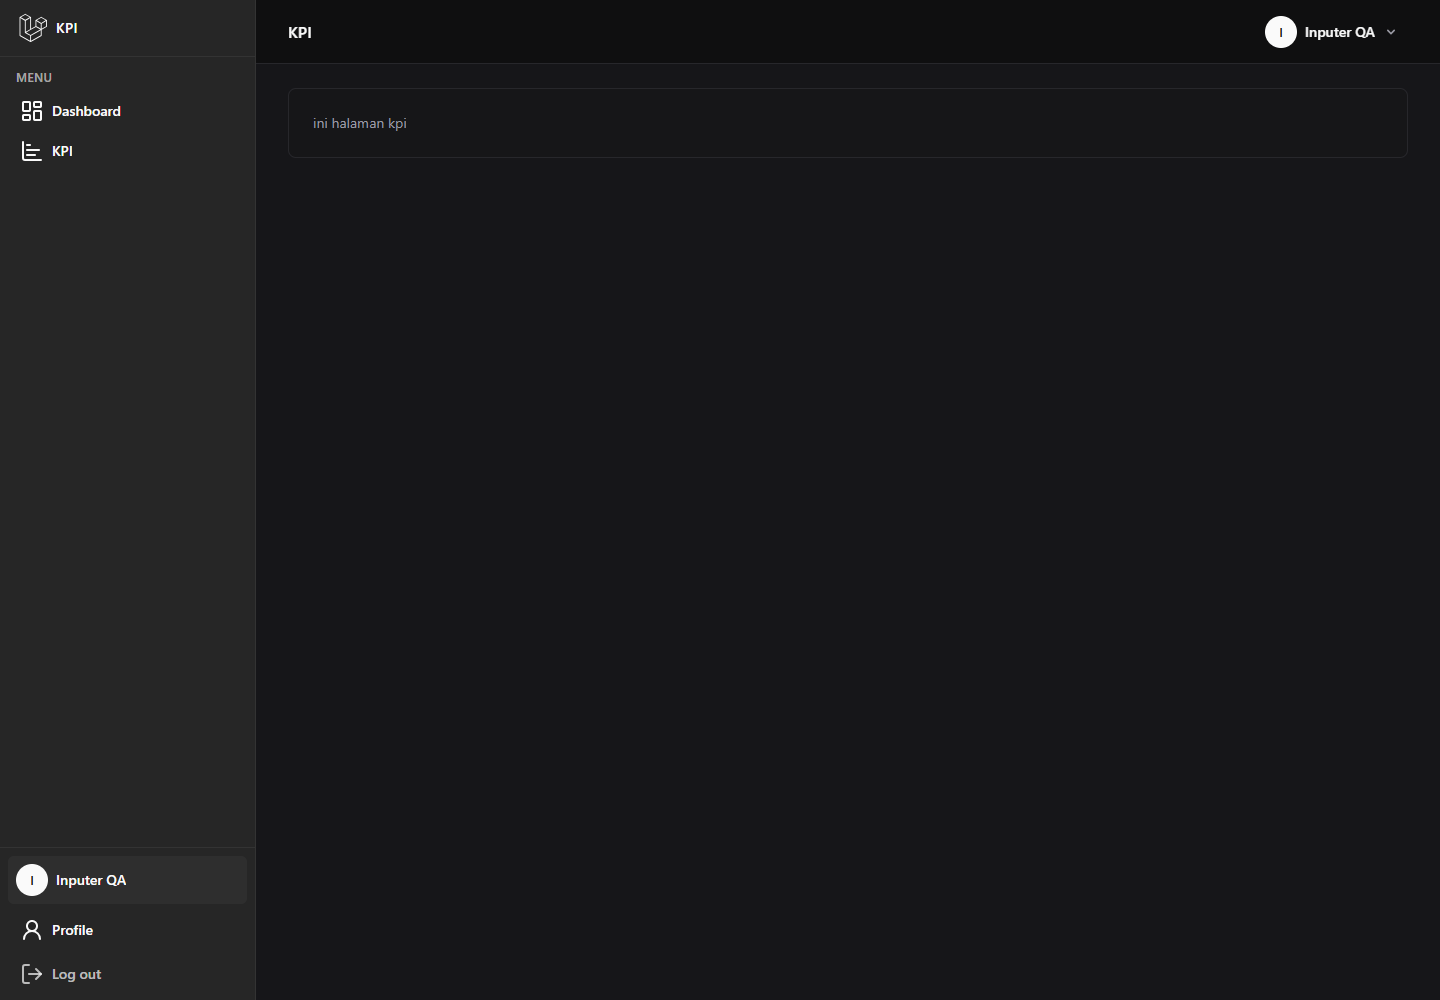 KPI
MENU
Dashboard
KPI
I Inputer QA
Profile
Log out
KPI
I Inputer QA
ini halaman kpi